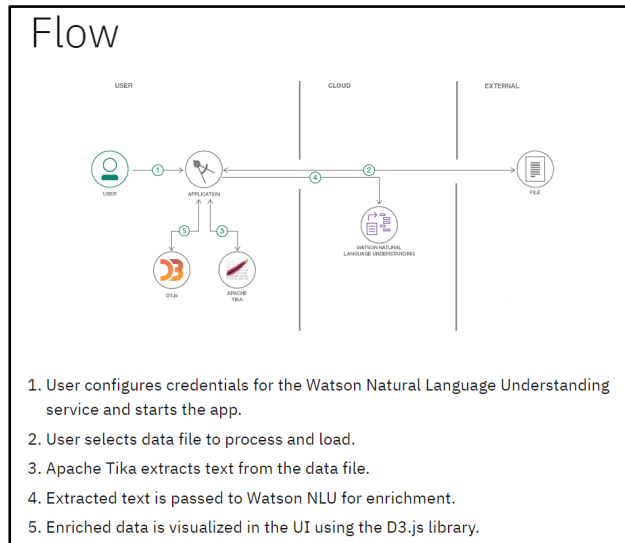 Flow
USER
CLOUD
EXTERNAL
1
2
4
USER
APPLICATION
FILE
5
3
WATSON NATURAL
LANGUAGE UNDERSTANDING
D3
D3.js
APACHE
TIKA
1. User configures credentials for the Watson Natural Language Understanding
service and starts the app.
2. User selects data file to process and load.
3. Apache Tika extracts text from the data file.
4. Extracted text is passed to Watson NLU for enrichment.
5. Enriched data is visualized in the UI using the D3.js library.